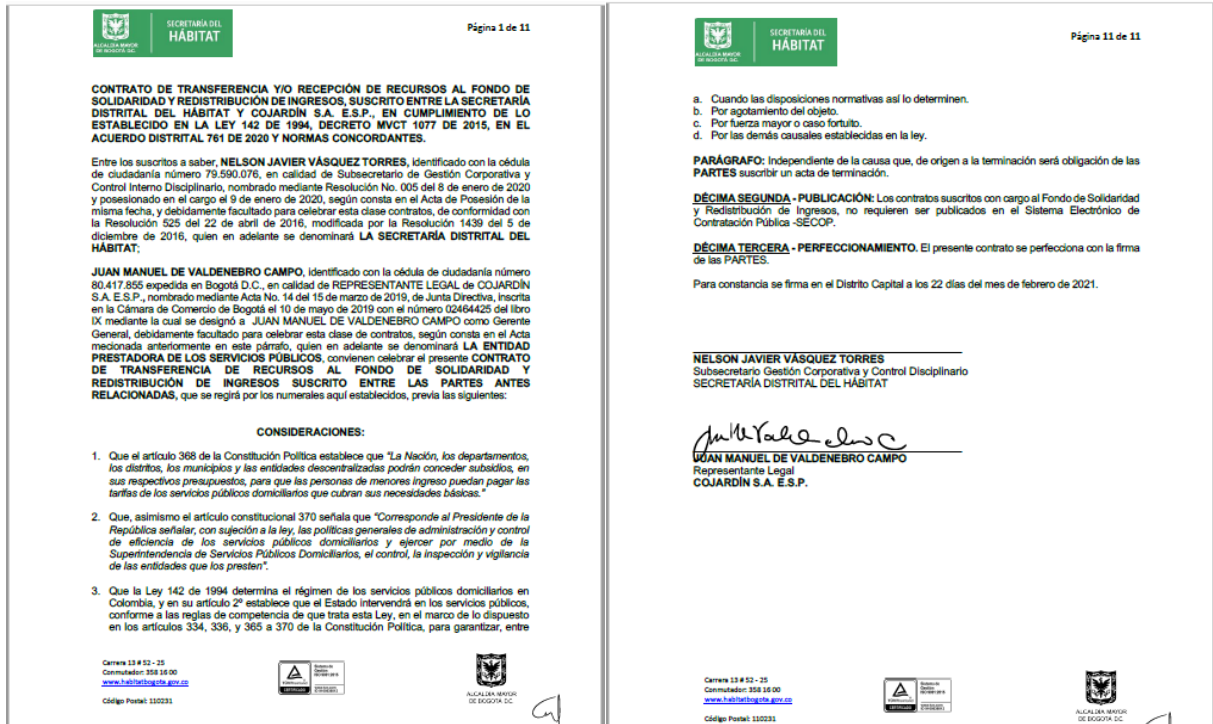 ALCALDÍA MAYOR
DE BOGOTÁ D.C.
SECRETARÍA DEL
HÁBITAT
Página 1 de 11
CONTRATO DE TRANSFERENCIA Y/O RECEPCIÓN DE RECURSOS AL FONDO DE
SOLIDARIDAD Y REDISTRIBUCIÓN DE INGRESOS, SUSCRITO ENTRE LA SECRETARÍA
DISTRITAL DEL HÁBITAT Y COJARDÍN S.A. E.S.P., EN CUMPLIMIENTO DE LO
ESTABLECIDO EN LA LEY 142 DE 1994, DECRETO MVCT 1077 DE 2015, EN EL
ACUERDO DISTRITAL 761 DE 2020 Y NORMAS CONCORDANTES.
Entre los suscritos a saber, NELSON JAVIER VÁSQUEZ TORRES, identificado con la cédula
de ciudadanía número 79.590.076, en calidad de Subsecretario de Gestión Corporativa y
Control Interno Disciplinario, nombrado mediante Resolución No. 005 del 8 de enero de 2020
y posesionado en el cargo el 9 de enero de 2020, según consta en el Acta de Posesión de la
misma fecha, y debidamente facultado para celebrar esta clase contratos, de conformidad con
la Resolución 525 del 22 de abril de 2016, modificada por la Resolución 1439 del 5 de
diciembre de 2016, quien en adelante se denominará LA SECRETARÍA DISTRITAL DEL
HÁBITAT;
JUAN MANUEL DE VALDENEBRO CAMPO, identificado con la cédula de ciudadanía número
80.417.855 expedida en Bogotá D.C., en calidad de REPRESENTANTE LEGAL de COJARDÍN
S.A. E.S.P., nombrado mediante Acta No. 14 del 15 de marzo de 2019, de Junta Directiva, inscrita
en la Cámara de Comercio de Bogotá el 10 de mayo de 2019 con el número 02464425 del libro
IX mediante la cual se designó a JUAN MANUEL DE VALDENEBRO CAMPO como Gerente
General, debidamente facultado para celebrar esta clase de contratos, según consta en el Acta
mecionada anteriormente en este párrafo, quien en adelante se denominará LA ENTIDAD
PRESTADORA DE LOS SERVICIOS PÚBLICOS, convienen celebrar el presente CONTRATO
DE TRANSFERENCIA DE RECURSOS AL FONDO DE SOLIDARIDAD Y
REDISTRIBUCIÓN DE INGRESOS SUSCRITO ENTRE LAS PARTES ANTES
RELACIONADAS, que se regirá por los numerales aquí establecidos, previa las siguientes:
CONSIDERACIONES:
1. Que el artículo 368 de la Constitución Política establece que "La Nación, los departamentos,
los distritos, los municipios y las entidades descentralizadas podrán conceder subsidios, en
sus respectivos presupuestos, para que las personas de menores ingreso puedan pagar las
tarifas de los servicios públicos domiciliarios que cubran sus necesidades básicas."
2. Que, asimismo el artículo constitucional 370 señala que "Corresponde al Presidente de la
República señalar, con sujeción a la ley, las políticas generales de administración y control
de eficiencia de los servicios públicos domiciliarios y ejercer por medio de la
Superintendencia de Servicios Públicos Domiciliarios, el control, la inspección y vigilancia
de las entidades que los presten".
3. Que la Ley 142 de 1994 determina el régimen de los servicios públicos domiciliarios en
Colombia, y en su artículo 2º establece que el Estado intervendrá en los servicios públicos,
conforme a las reglas de competencia de que trata esta Ley, en el marco de lo dispuesto
en los artículos 334, 336, y 365 a 370 de la Constitución Política, para garantizar, entre
Carrera 13 # 52 - 25
Conmutador: 358 16 00
www.habitatbogota.gov.co
Código Postal: 110231
ALCALDÍA MAYOR
DE BOGOTÁ D.C.
ALCALDÍA MAYOR
DE BOGOTÁ D.C.
SECRETARÍA DEL
HÁBITAT
Página 11 de 11
a. Cuando las disposiciones normativas así lo determinen.
b. Por agotamiento del objeto.
c. Por fuerza mayor o caso fortuito.
d. Por las demás causales establecidas en la ley.
PARÁGRAFO: Independiente de la causa que, de origen a la terminación será obligación de las
PARTES suscribir un acta de terminación.
DÉCIMA SEGUNDA - PUBLICACIÓN: Los contratos suscritos con cargo al Fondo de Solidaridad
y Redistribución de Ingresos, no requieren ser publicados en el Sistema Electrónico de
Contratación Pública -SECOP.
DÉCIMA TERCERA - PERFECCIONAMIENTO. El presente contrato se perfecciona con la firma
de las PARTES.
Para constancia se firma en el Distrito Capital a los 22 días del mes de febrero de 2021.
NELSON JAVIER VÁSQUEZ TORRES
Subsecretario Gestión Corporativa y Control Disciplinario
SECRETARÍA DISTRITAL DEL HÁBITAT
JUAN MANUEL DE VALDENEBRO CAMPO
Representante Legal
COJARDÍN S.A. E.S.P.
Carrera 13 # 52 - 25
Conmutador: 358 16 00
www.habitatbogota.gov.co
Código Postal: 110231
ALCALDÍA MAYOR
DE BOGOTÁ D.C.